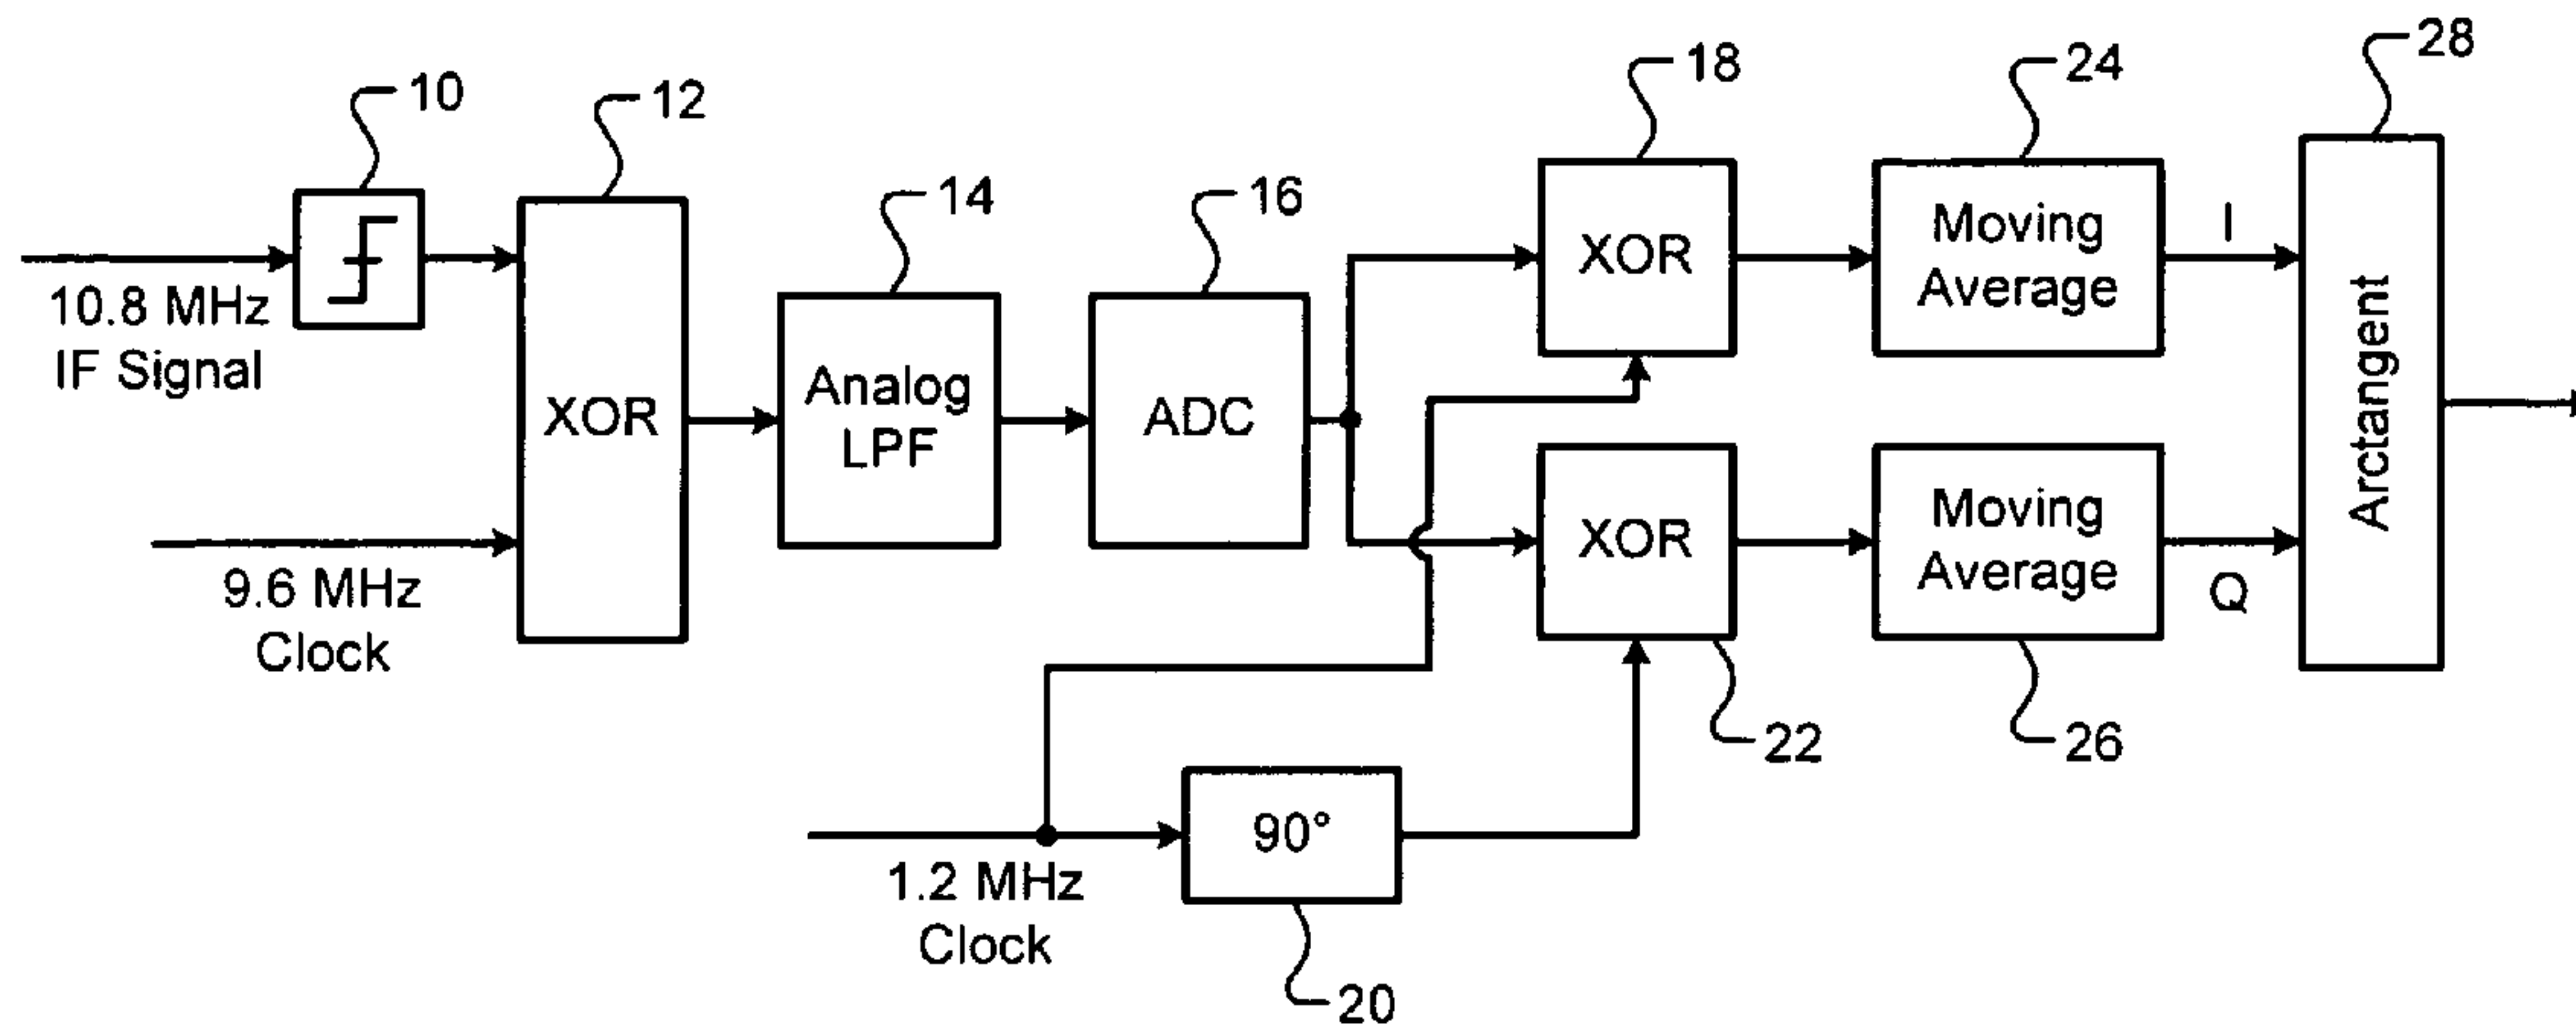 10
12
14
16
18
24
28
10.8 MHz
IF Signal
9.6 MHz
Clock
XOR
Analog
LPF
ADC
XOR
Moving
Average
I
XOR
Moving
Average
Q
Arctangent
22
26
1.2 MHz
Clock
90°
20